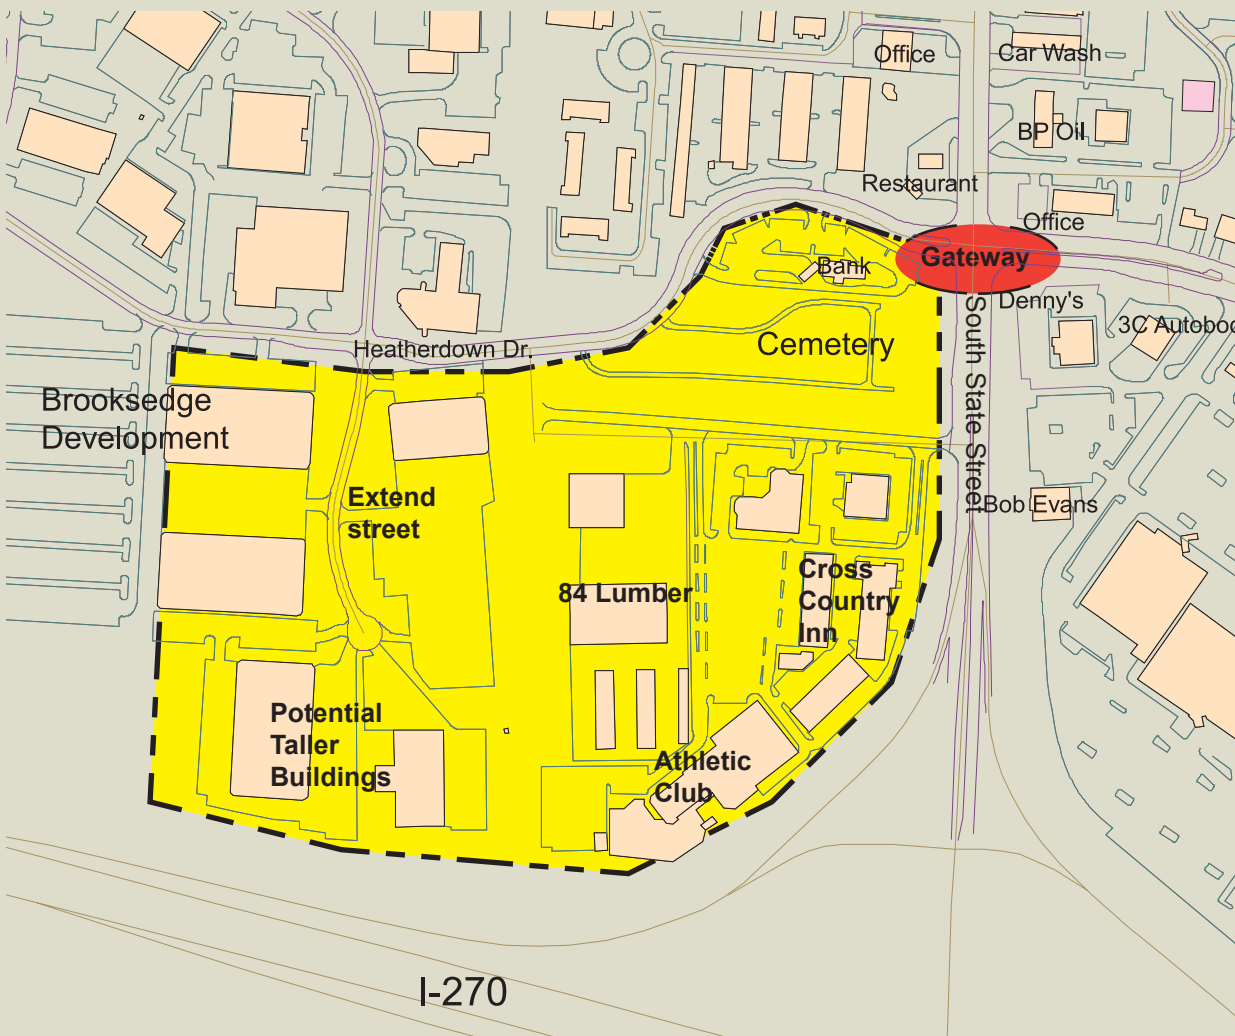 Office
Car Wash
BP Oil
Restaurant
Office
Gateway
Bank
Denny's
3C Autoboo
South State Street
Cemetery
Heatherdown Dr.
Brooksedge
Development
Extend
street
Bob Evans
84 Lumber
Cross
Country
Inn
Potential
Taller
Buildings
Athletic
Club
I-270